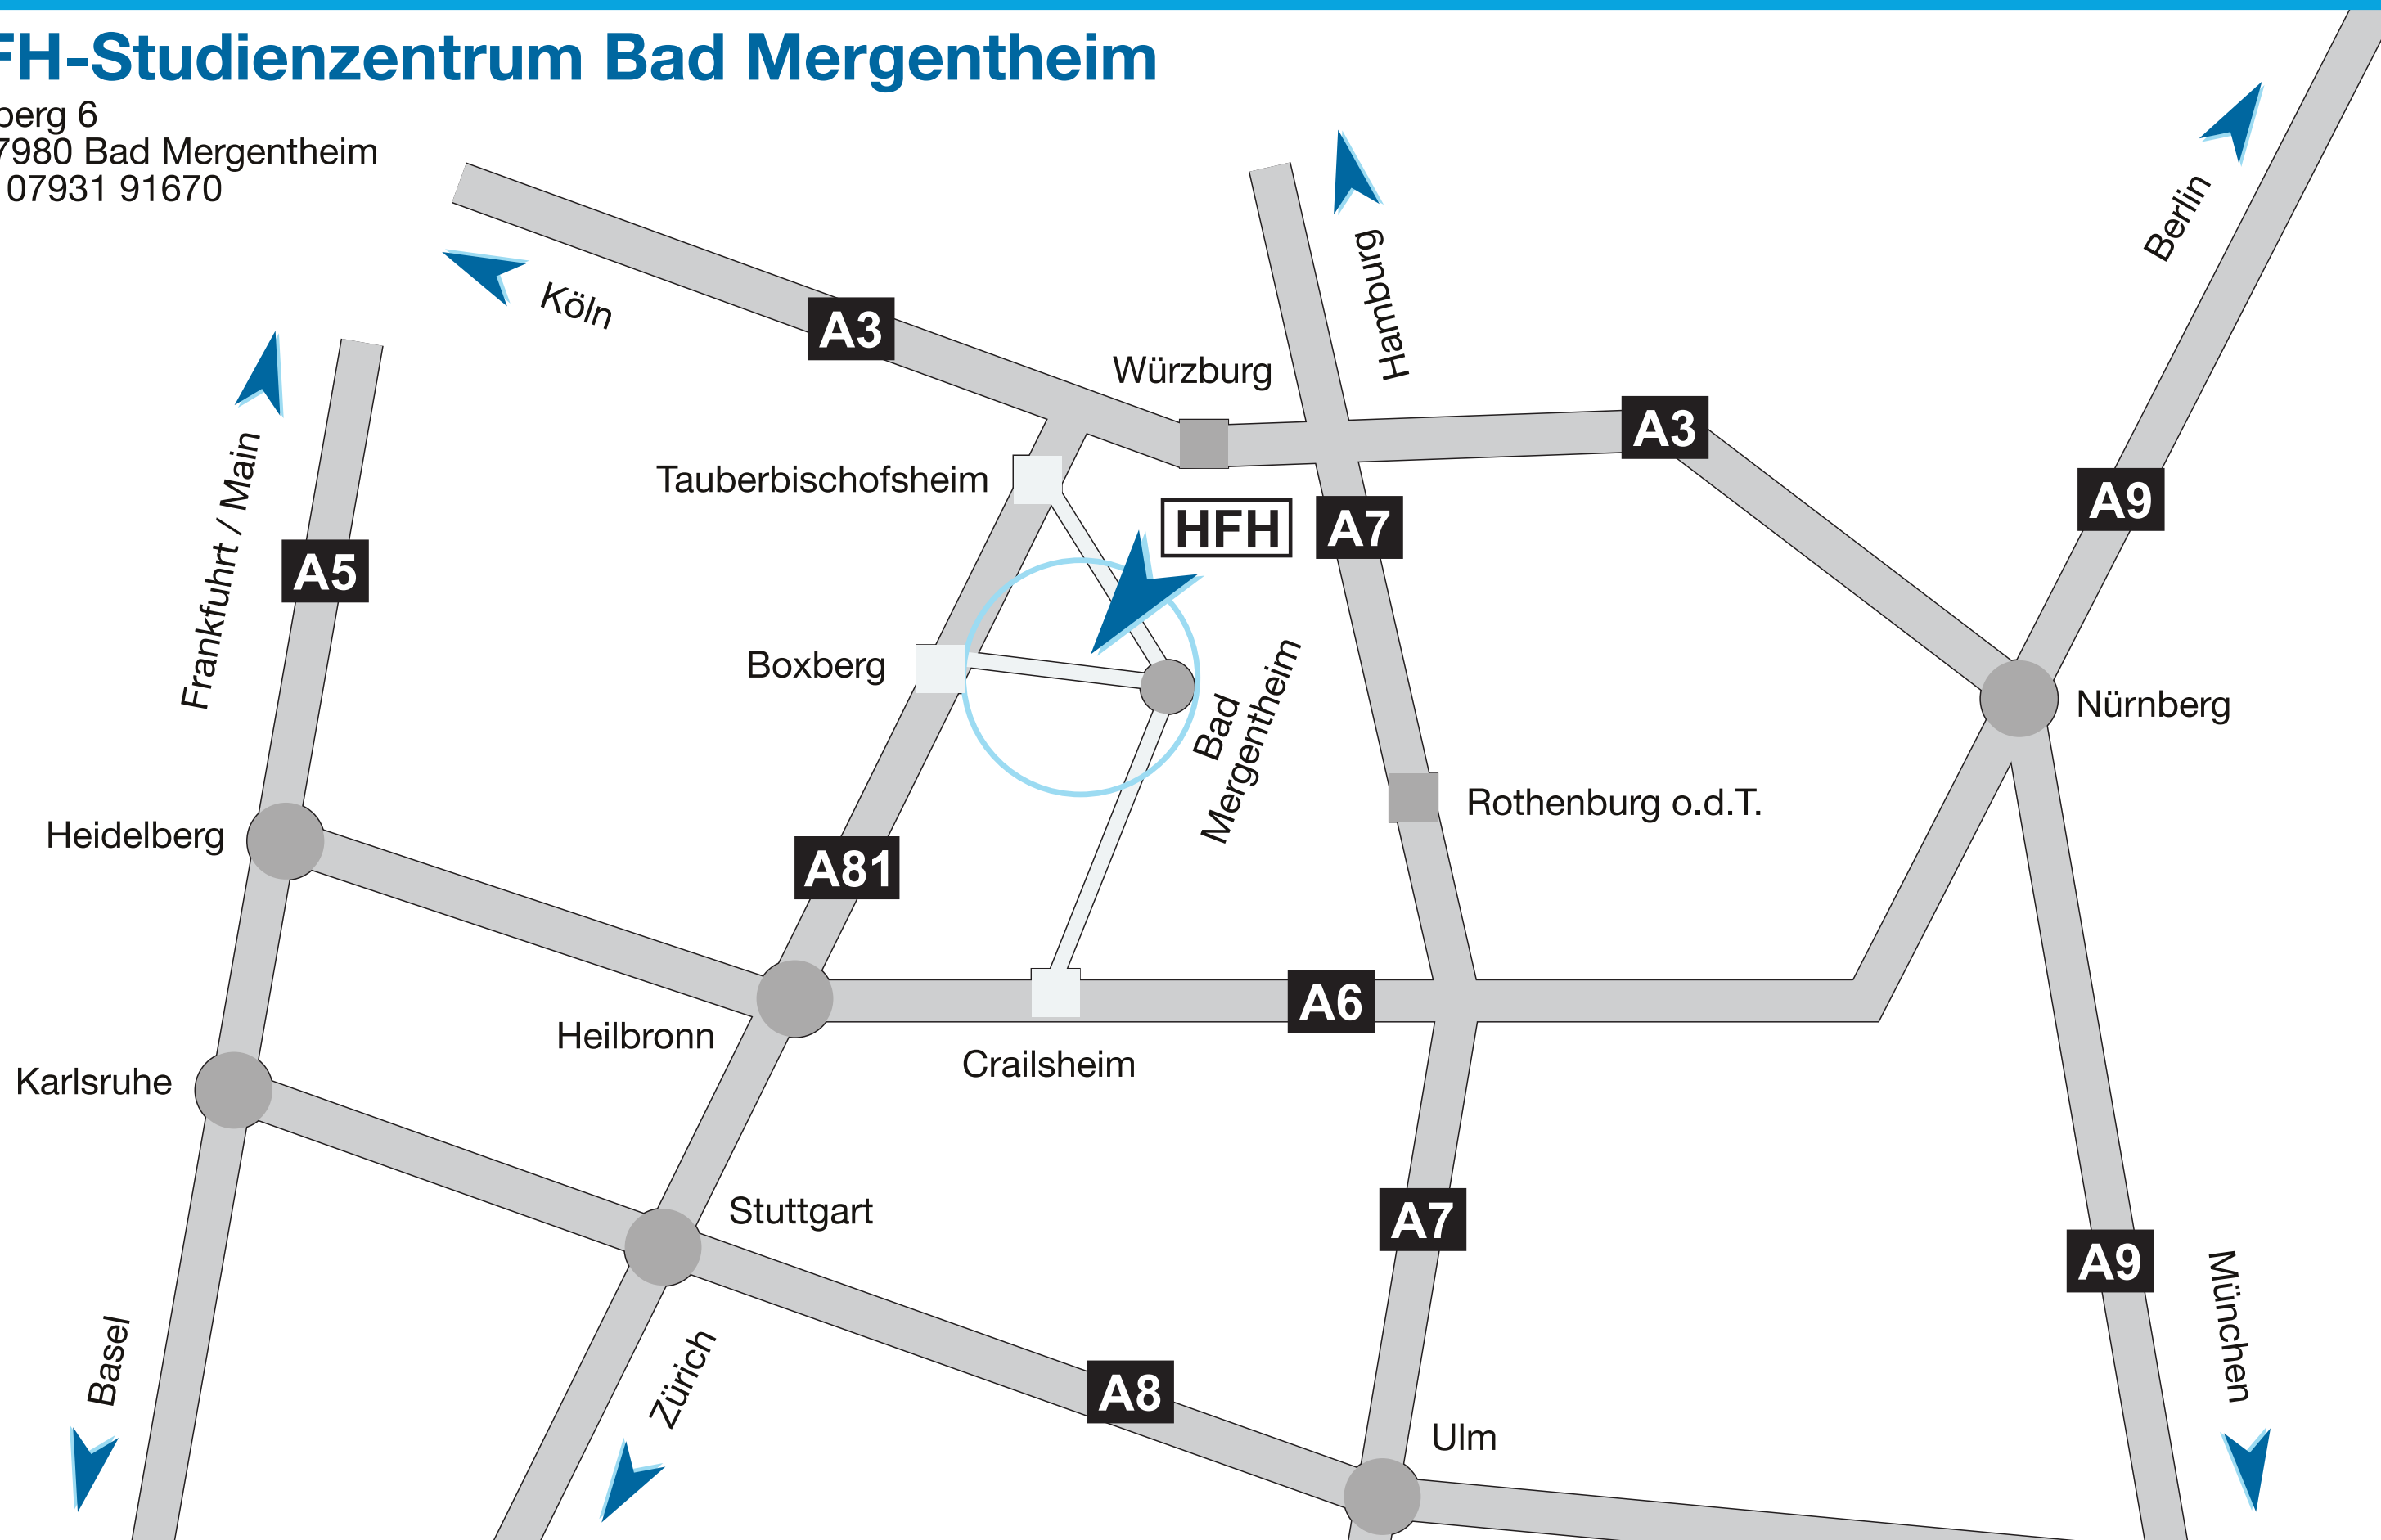 FH-Studienzentrum Bad Mergentheim
berg 6
7980 Bad Mergentheim
07931 91670
Berlin
Hamburg
Köln
A3
Würzburg
A3
Frankfuhrt / Main
Tauberbischofsheim
A9
HFH
A7
A5
Boxberg
Bad
Mergentheim
Nürnberg
Rothenburg o.d.T.
Heidelberg
A81
A6
Heilbronn
Crailsheim
Karlsruhe
Stuttgart
A7
A9
München
Basel
Zürich
A8
Ulm